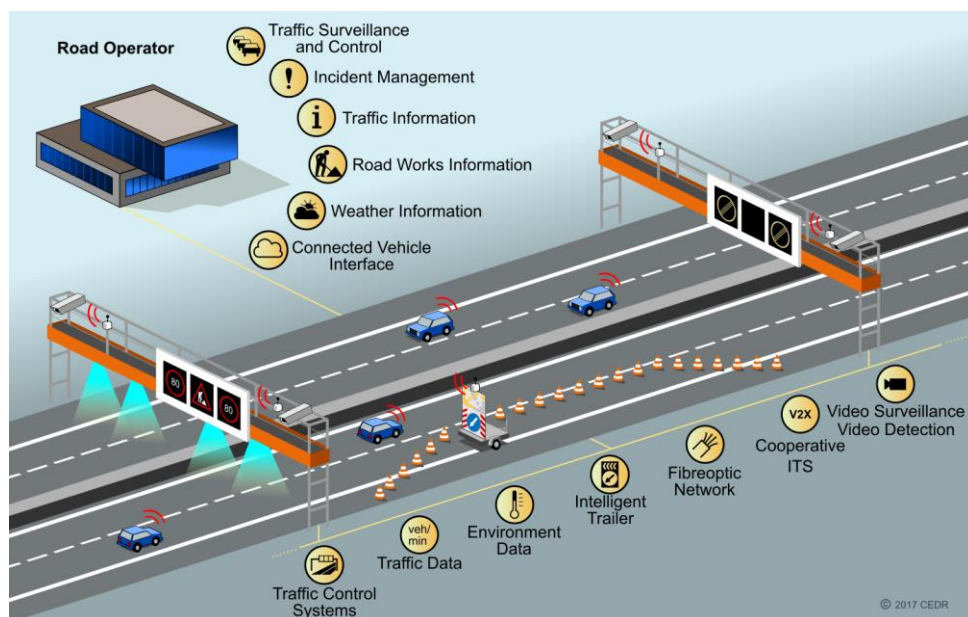 Road Operator
Traffic Surveillance
and Control
Incident Management
Traffic Information
Road Works Information
Weather Information
Connected Vehicle
Interface
80
80
veh/
min
V2X
Video Surveillance
Video Detection
Cooperative
ITS
Fibreoptic
Network
Intelligent
Trailer
Environment
Data
Traffic Data
Traffic Control
Systems
© 2017 CEDR